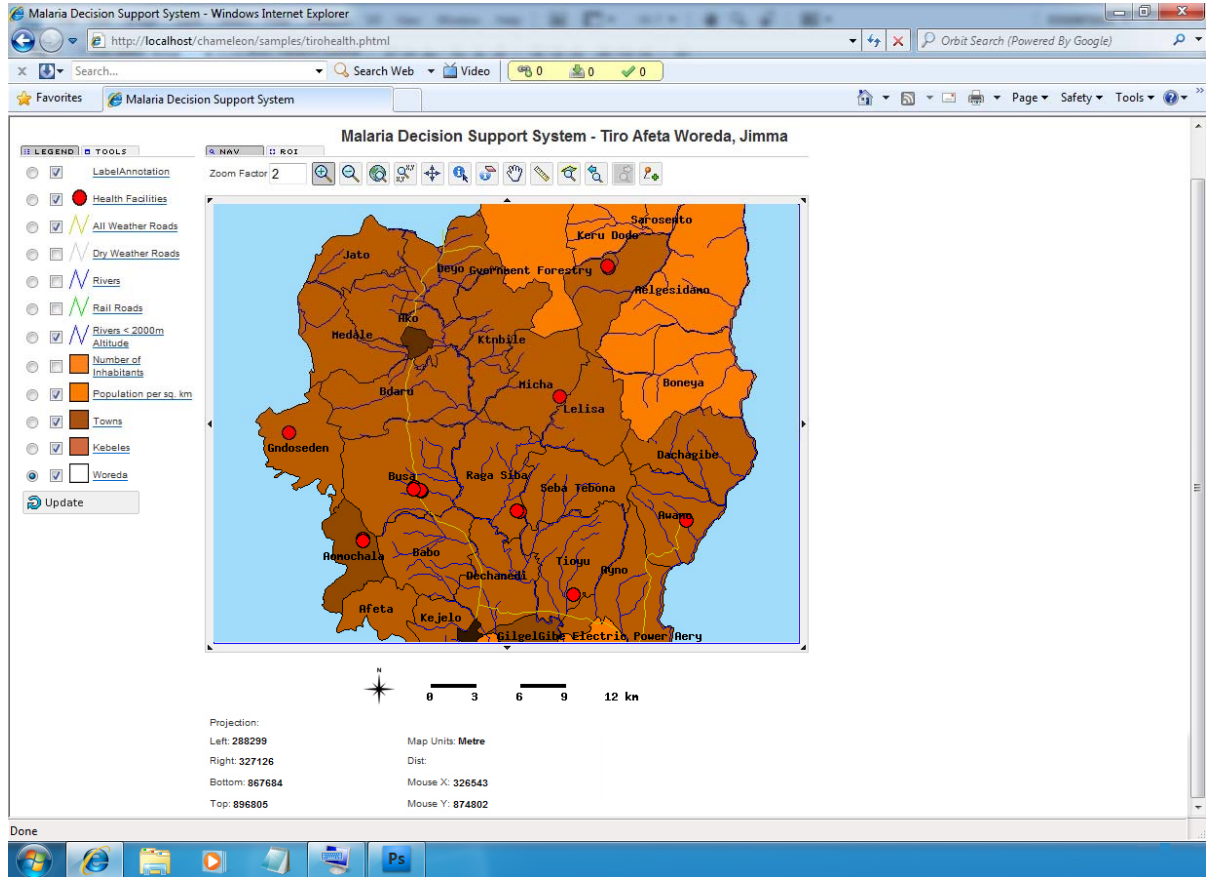 Malaria Decision Support System - Windows Internet Explorer
http://localhost/chameleon/samples/tirohealth.phtml
Orbit Search (Powered By Google)
Search...
Search Web
Video
0
0
0
Favorites
Malaria Decision Support System
Page
Safety
Tools
Malaria Decision Support System - Tiro Afeta Woreda, Jimma
LEGEND
TOOLS
NAV
ROI
Zoom Factor 2
LabelAnnotation
Health Facilities
All Weather Roads
Dry Weather Roads
Rivers
Rail Roads
Rivers < 2000m
Altitude
Number of
Inhabitants
Population per sq. km
Towns
Kebeles
Woreda
Update
Sarosento
Keru Dodo
Jato
Deyo
Gvornhent Forestry
Aelgesidamo
Ako
Medale
Ktnbile
Micha
Boneya
Bdaru
Lelisa
Gndoseden
Dachagibe
Busa
Raga Siba
Seba Tebona
Awano
Babo
Tioyu
Ayno
Dechanedi
Afeta
Kejelo
GilgelGibe Electric Power Aery
N
0 3 6 9 12 km
Projection:
Left: 288299
Map Units: Metre
Right: 327126
Dist:
Bottom: 867684
Mouse X: 326543
Top: 896805
Mouse Y: 874802
Done
Ps